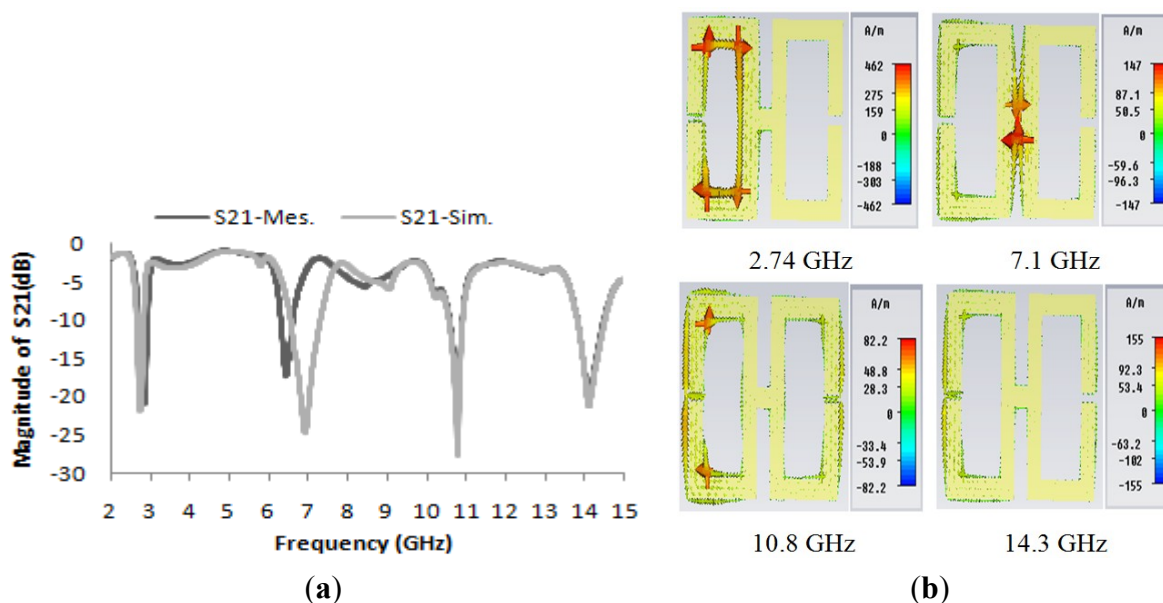 S21-Mes. S21-Sim.
Magnitude of S21(dB)
0
-5
-10
-15
-20
-25
-30
2 3 4 5 6 7 8 9 10 11 12 13 14 15
Frequency (GHz)
(a)
A/m
462
275
159
0
-188
-303
-462
2.74 GHz
A/m
147
87.1
50.5
0
-59.6
-96.3
-147
7.1 GHz
A/m
82.2
48.8
28.3
0
-33.4
-53.9
-82.2
10.8 GHz
A/m
155
92.3
53.4
0
-63.2
-102
-155
14.3 GHz
(b)